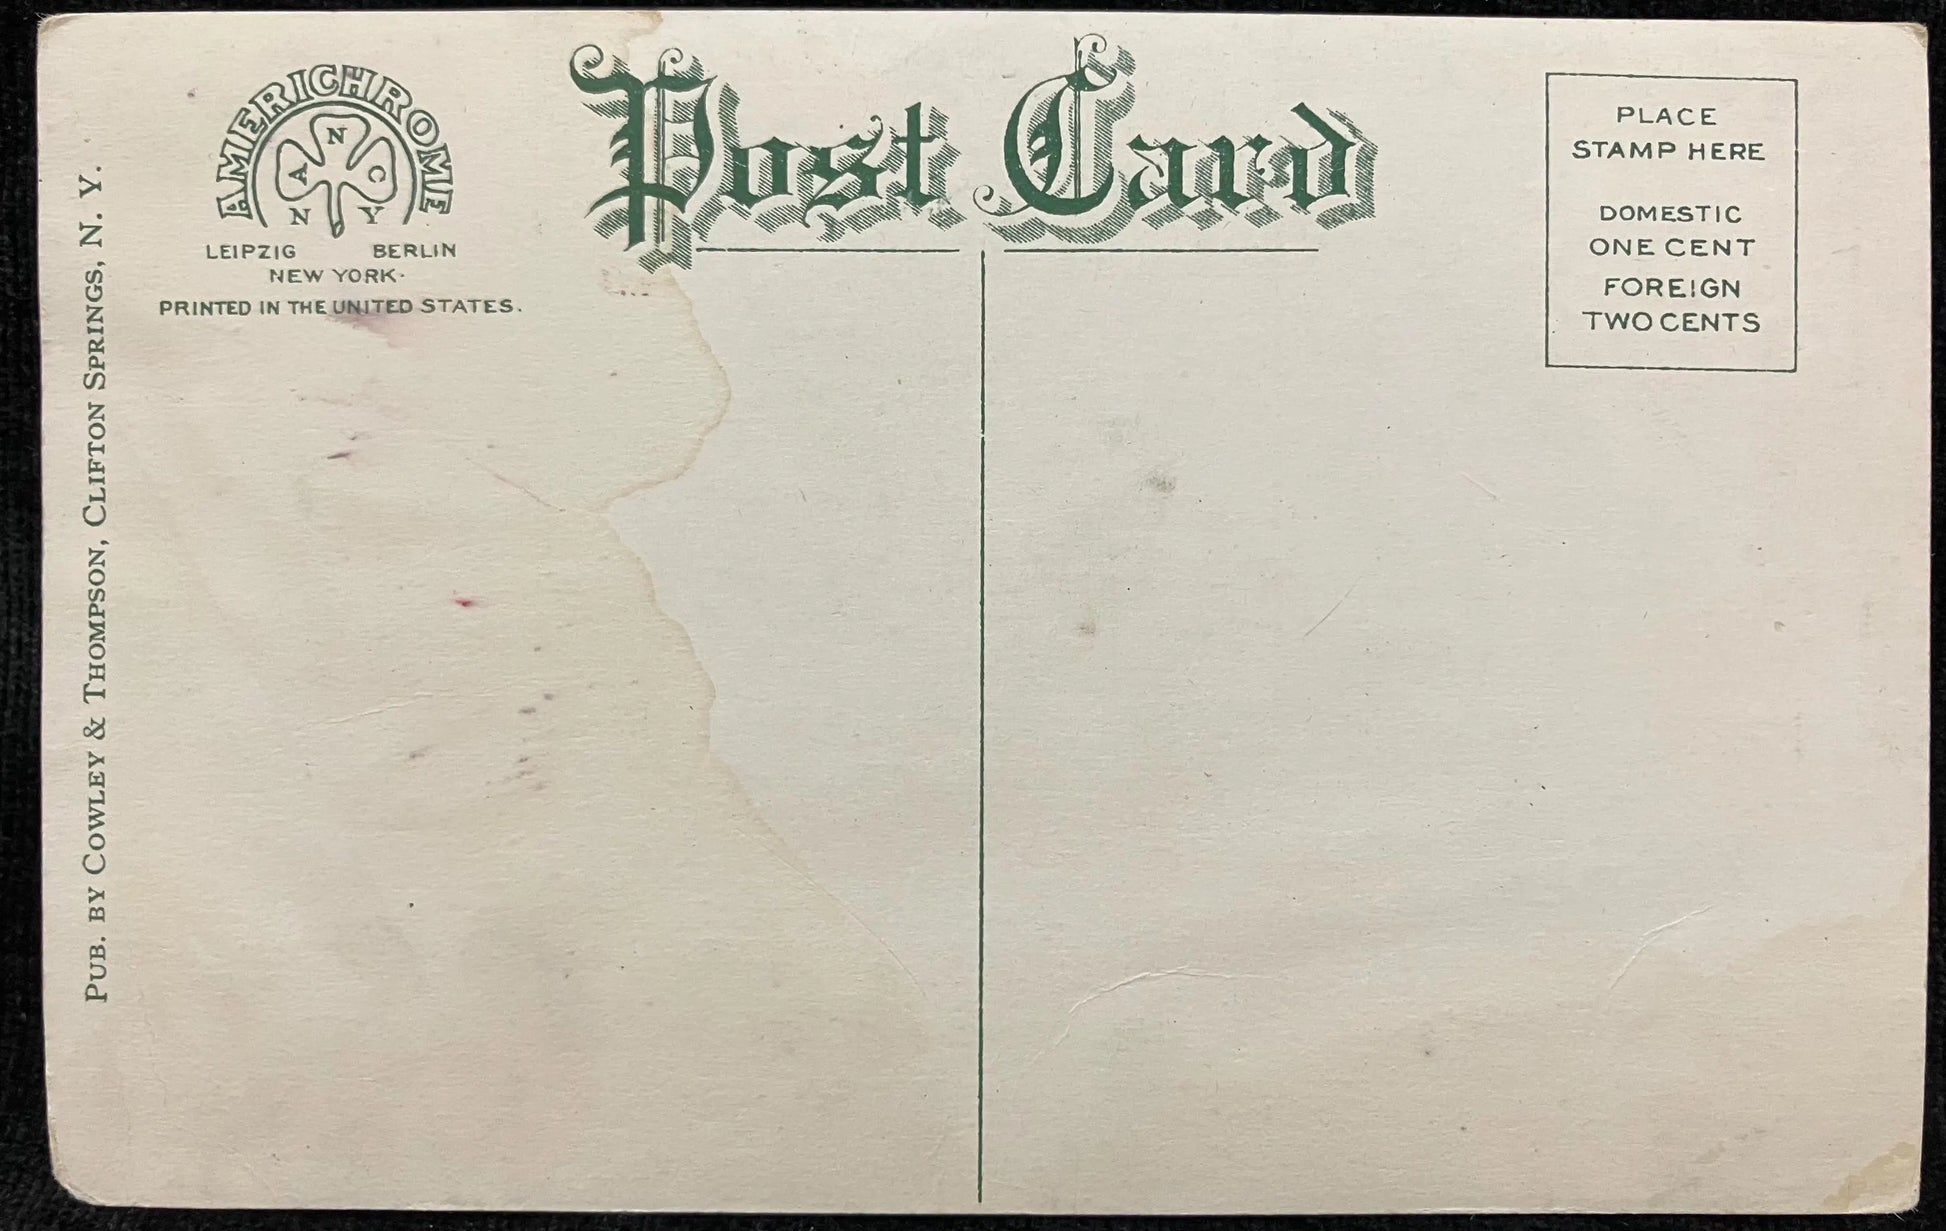 AMERICHROME
N
A C
N Y
LEIPZIG BERLIN
NEW YORK.
PRINTED IN THE UNITED STATES.
Post Card
PLACE
STAMP HERE
DOMESTIC
ONE CENT
FOREIGN
TWO CENTS
PUB. BY COWLEY & THOMPSON, CLIFTON SPRINGS, N. Y.